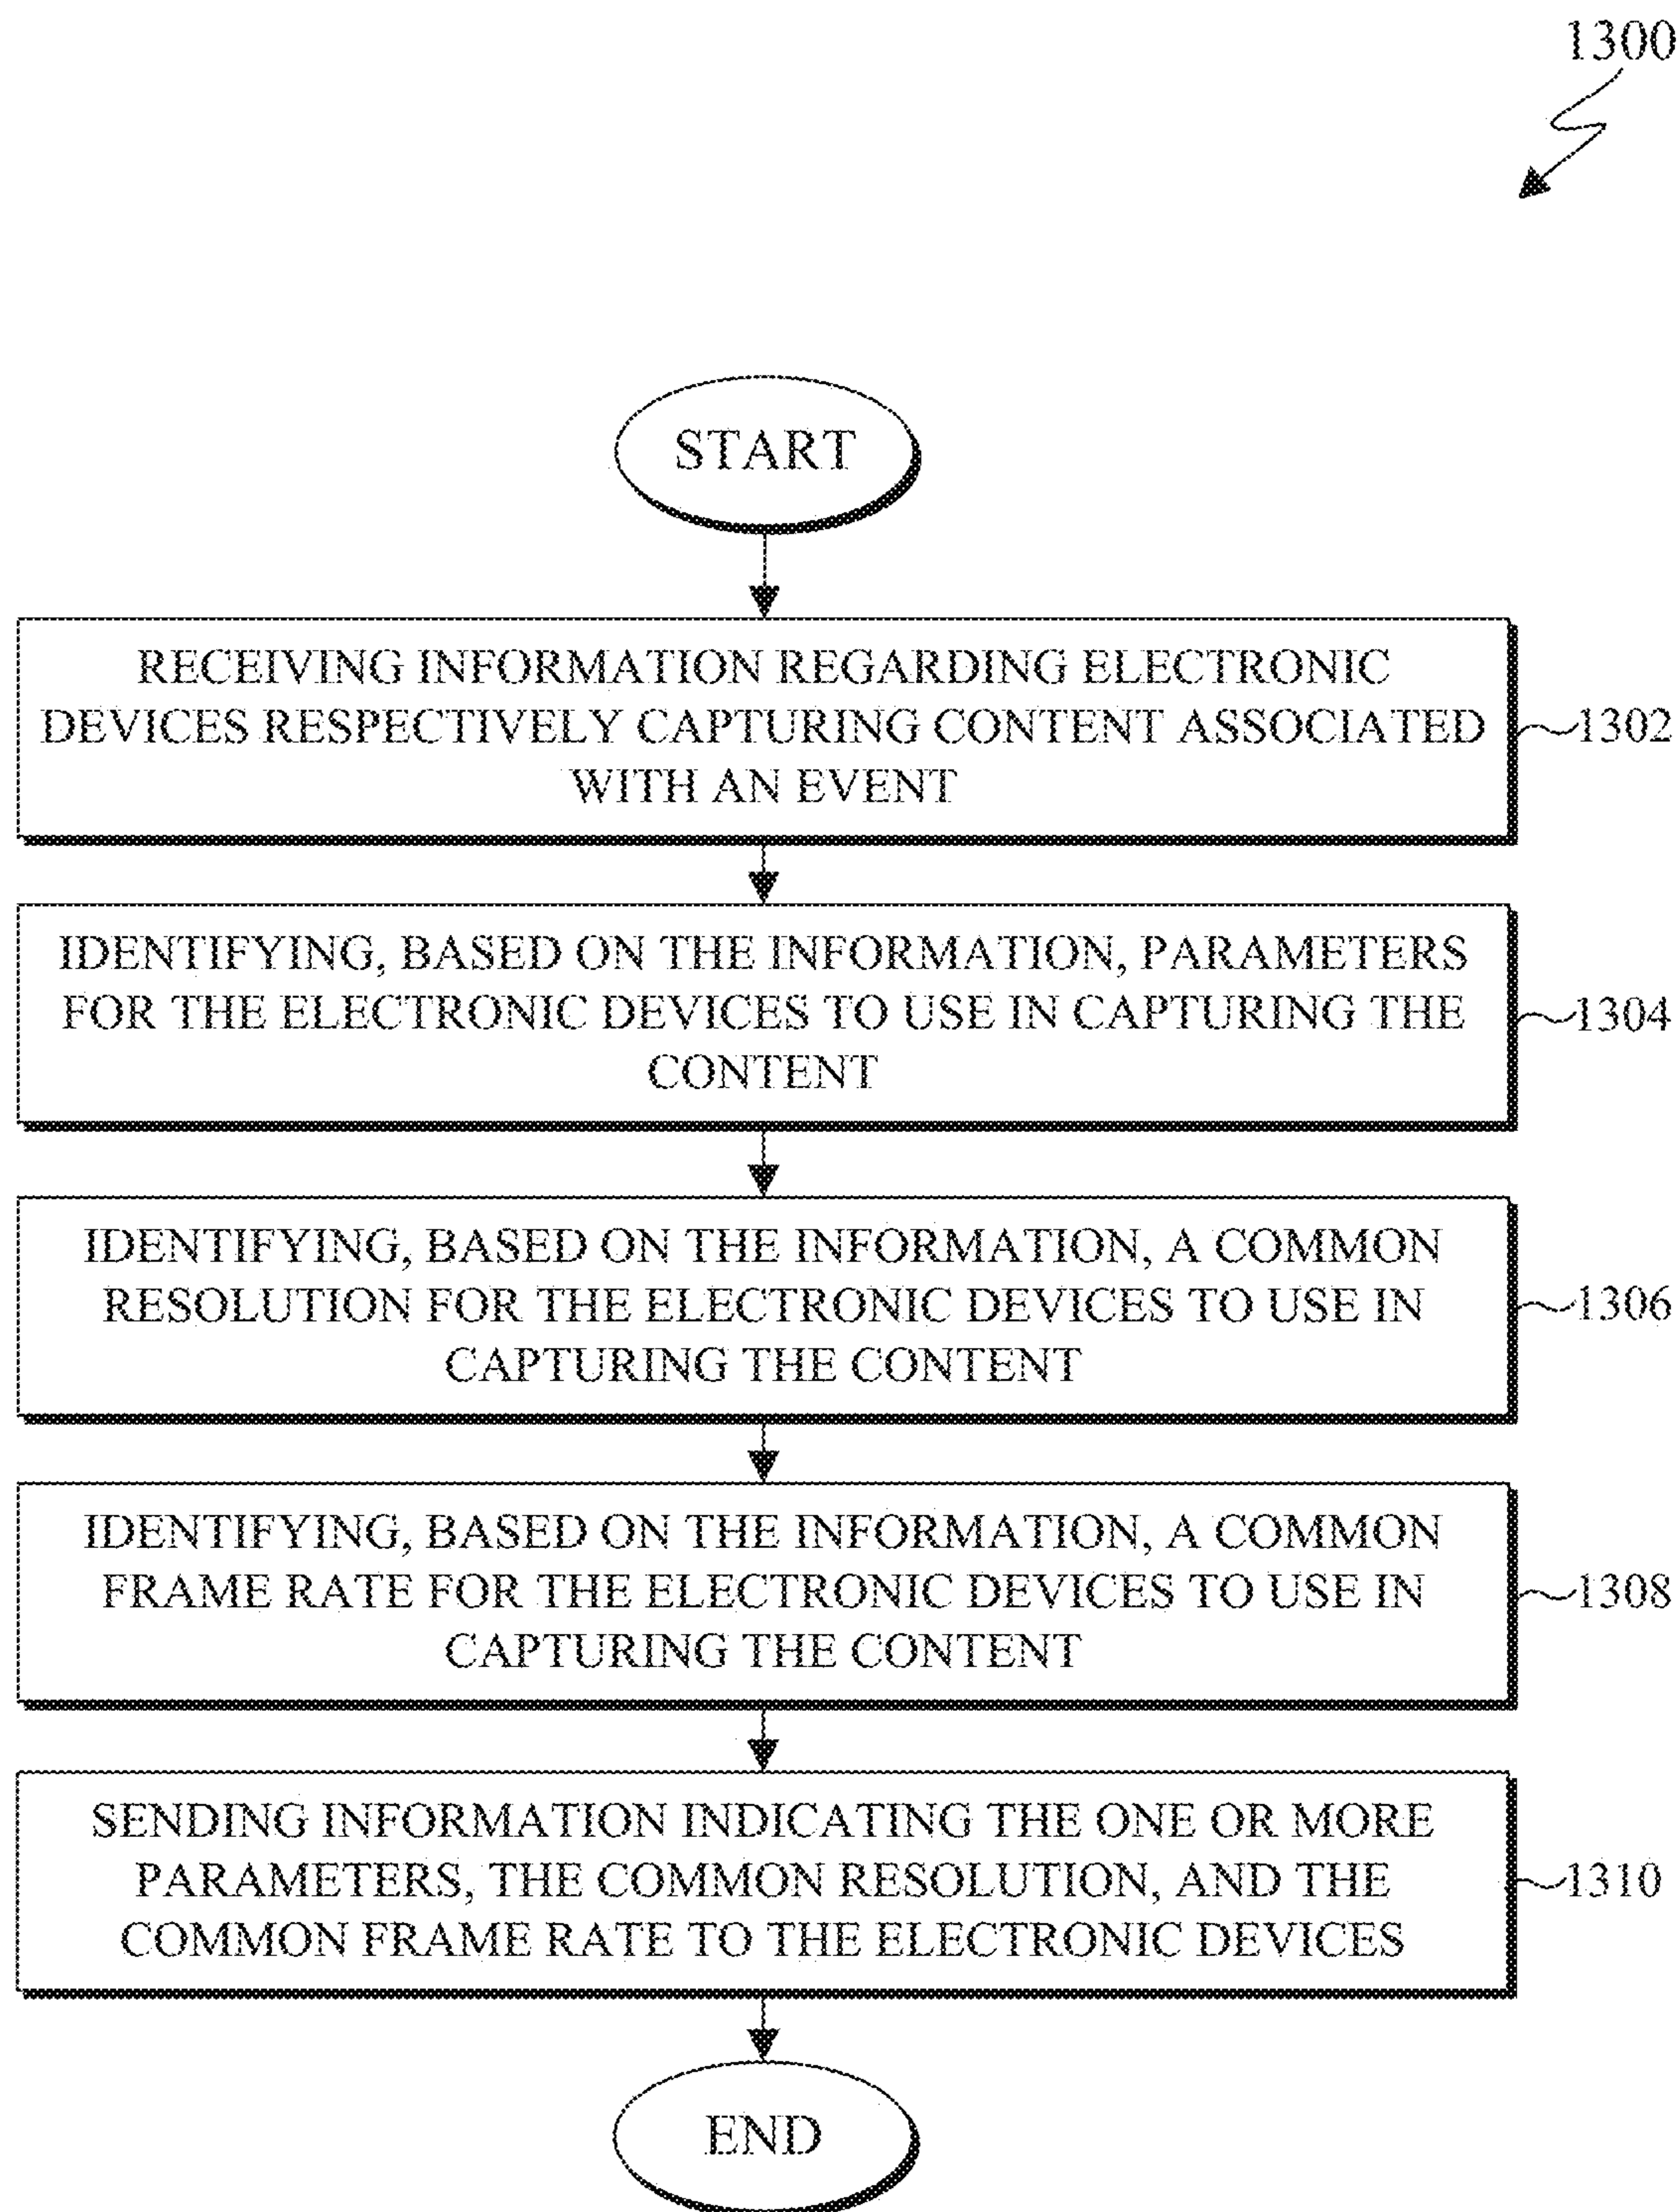 1300
START
RECEIVING INFORMATION REGARDING ELECTRONIC
DEVICES RESPECTIVELY CAPTURING CONTENT ASSOCIATED
WITH AN EVENT
1302
IDENTIFYING, BASED ON THE INFORMATION, PARAMETERS
FOR THE ELECTRONIC DEVICES TO USE IN CAPTURING THE
CONTENT
1304
IDENTIFYING, BASED ON THE INFORMATION, A COMMON
RESOLUTION FOR THE ELECTRONIC DEVICES TO USE IN
CAPTURING THE CONTENT
1306
IDENTIFYING, BASED ON THE INFORMATION, A COMMON
FRAME RATE FOR THE ELECTRONIC DEVICES TO USE IN
CAPTURING THE CONTENT
1308
SENDING INFORMATION INDICATING THE ONE OR MORE
PARAMETERS, THE COMMON RESOLUTION, AND THE
COMMON FRAME RATE TO THE ELECTRONIC DEVICES
1310
END